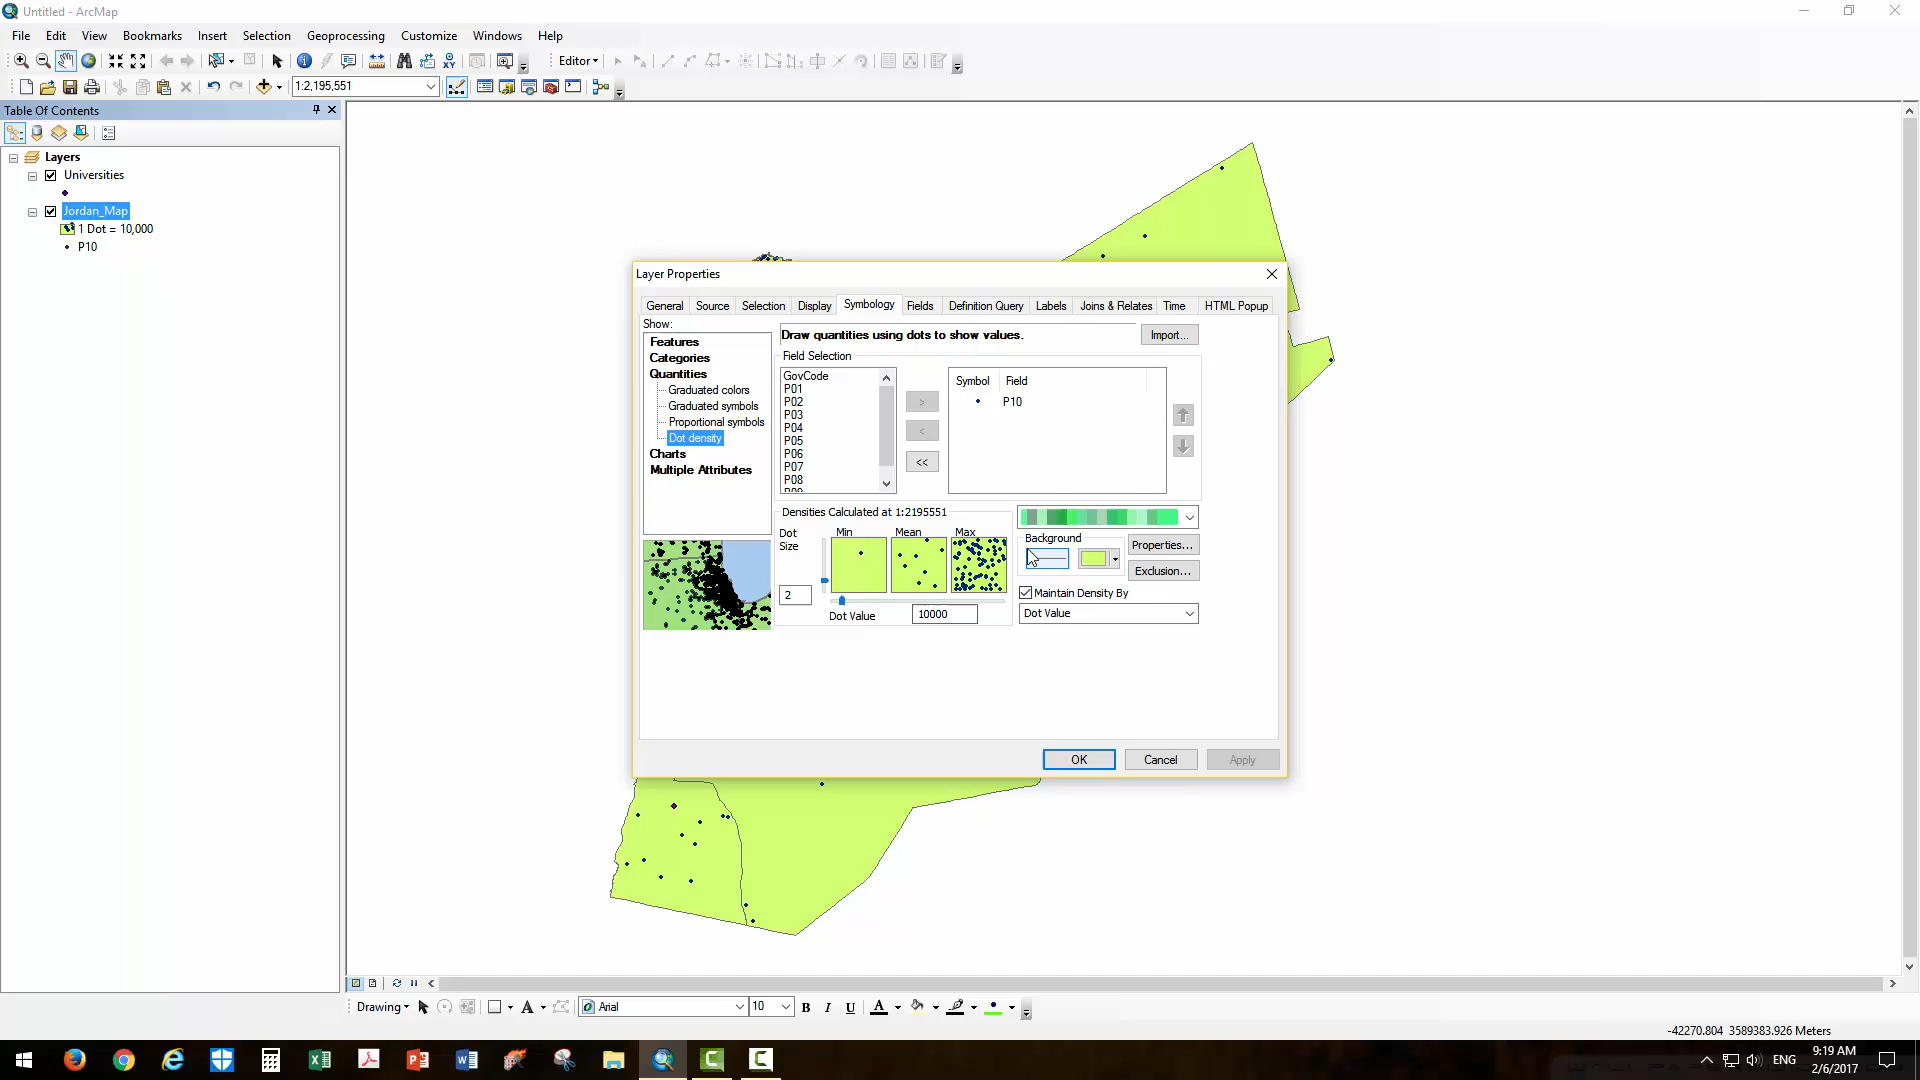 Untitled - ArcMap
File Edit View Bookmarks Insert Selection Geoprocessing Customize Windows Help
Editor
1:2,195,551
Table Of Contents
Layers
Universities
Jordan_Map
1 Dot = 10,000
P10
Layer Properties
General Source Selection Display Symbology Fields Definition Query Labels Joins & Relates Time HTML Popup
Show:
Features
Categories
Quantities
Graduated colors
Graduated symbols
Proportional symbols
Dot density
Charts
Multiple Attributes
Draw quantities using dots to show values.
Import...
Field Selection
GovCode
P01
P02
P03
P04
P05
P06
P07
P08
P09
>
<
<<
Symbol Field
P10
Densities Calculated at 1:2195551
Dot Size
Min Mean Max
2
Dot Value 10000
Background
Properties...
Exclusion...
Maintain Density By
Dot Value
OK Cancel Apply
Drawing
Arial 10 B I U A
-42270.804 3589383.926 Meters
ENG
9:19 AM
2/6/2017